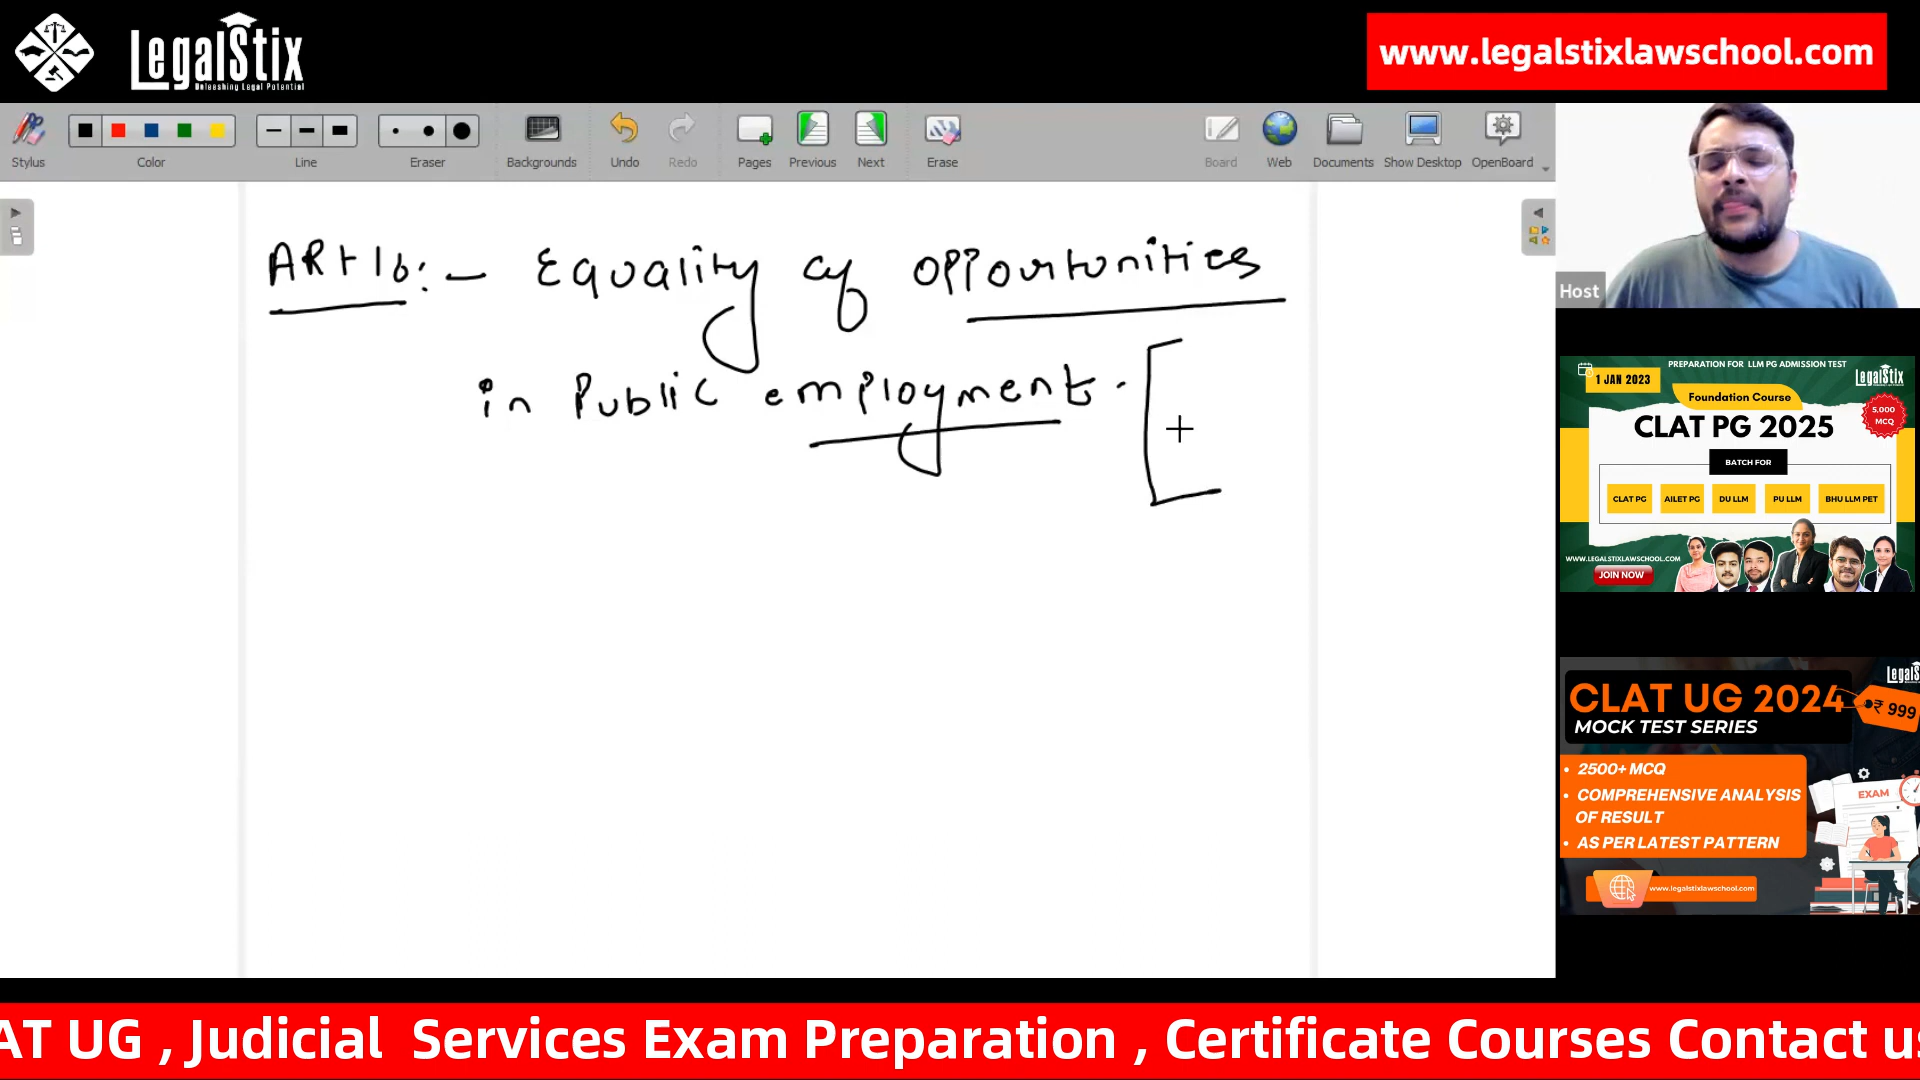 LegalStix
Unleashing Legal Potential
www.legalstixlawschool.com
Stylus
Color
Line
Eraser
Backgrounds
Undo
Redo
Pages
Previous
Next
Erase
Board
Web
Documents
Show Desktop
OpenBoard
ARt 16:- Equality of opportunities
in Public employment.
Host
PREPARATION FOR LLM PG ADMISSION TEST
1 JAN 2023
LegalStix
Foundation Course
5,000
MCQ
CLAT PG 2025
BATCH FOR
CLAT PG
AILET PG
DU LLM
PU LLM
BHU LLM PET
WWW.LEGALSTIXLAWSCHOOL.COM
JOIN NOW
LegalS
CLAT UG 2024
₹ 999
MOCK TEST SERIES
• 2500+ MCQ
• COMPREHENSIVE ANALYSIS
OF RESULT
• AS PER LATEST PATTERN
EXAM
www.legalstixlawschool.com
AT UG , Judicial Services Exam Preparation , Certificate Courses Contact us